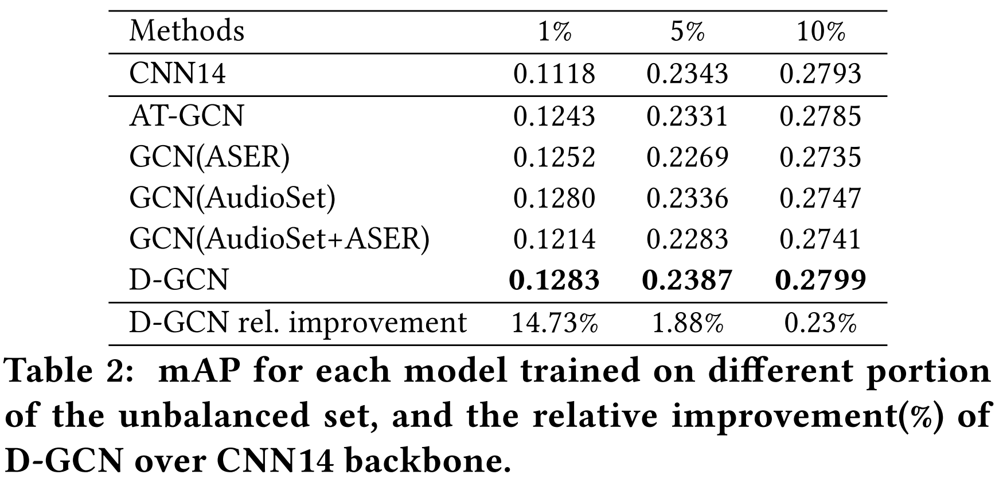 Methods 1% 5% 10%
CNN14 0.1118 0.2343 0.2793
AT-GCN 0.1243 0.2331 0.2785
GCN(ASER) 0.1252 0.2269 0.2735
GCN(AudioSet) 0.1280 0.2336 0.2747
GCN(AudioSet+ASER) 0.1214 0.2283 0.2741
D-GCN 0.1283 0.2387 0.2799
D-GCN rel. improvement 14.73% 1.88% 0.23%
Table 2: mAP for each model trained on different portion
of the unbalanced set, and the relative improvement(%) of
D-GCN over CNN14 backbone.